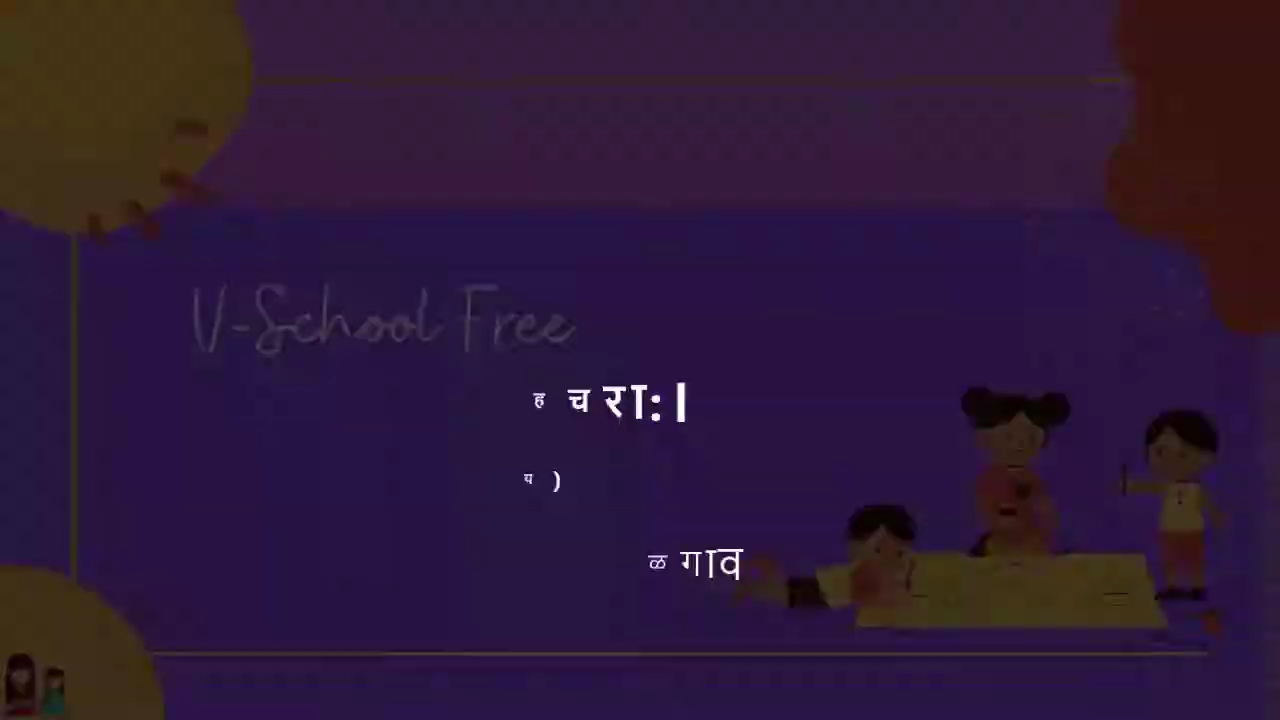 V-School Free
ह च रा: ।
य )
ळ गाव